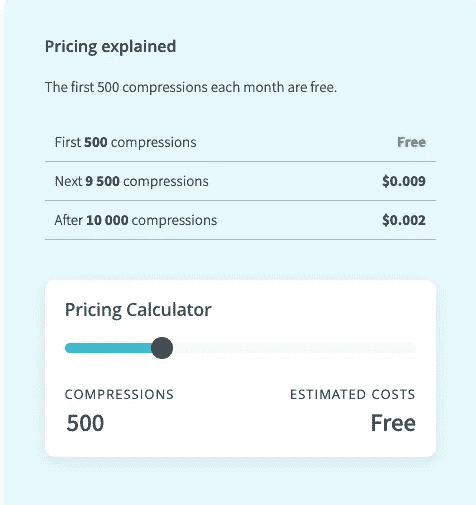 Pricing explained
The first 500 compressions each month are free.
First 500 compressions Free
Next 9 500 compressions $0.009
After 10 000 compressions $0.002
Pricing Calculator
COMPRESSIONS ESTIMATED COSTS
500 Free